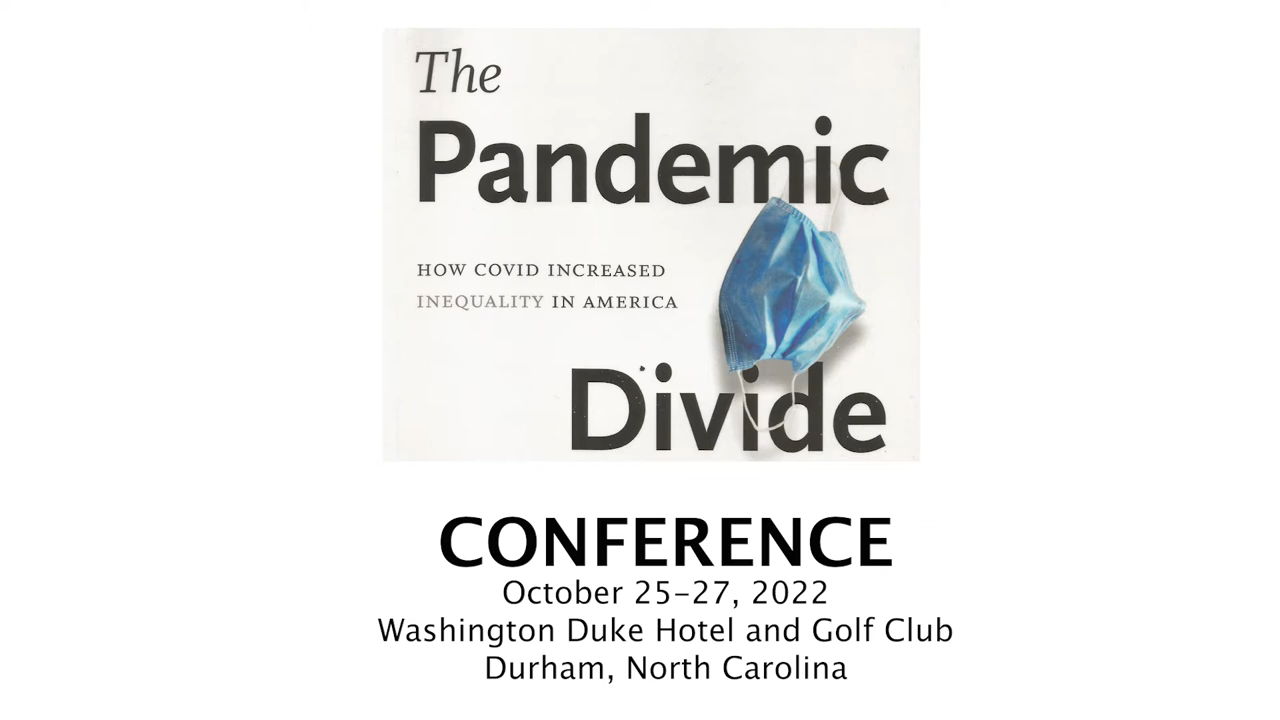 The
Pandemic
HOW COVID INCREASED
INEQUALITY IN AMERICA
Divide
CONFERENCE
October 25–27, 2022
Washington Duke Hotel and Golf Club
Durham, North Carolina